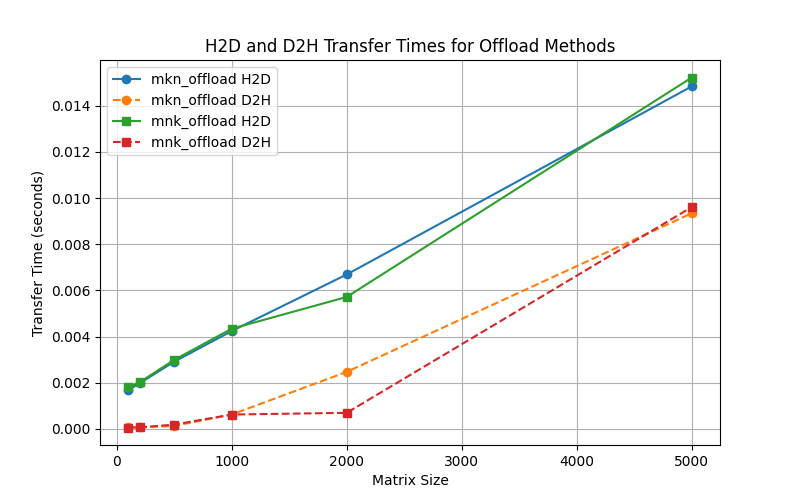 H2D and D2H Transfer Times for Offload Methods
mkn_offload H2D
mkn_offload D2H
mnk_offload H2D
mnk_offload D2H
Transfer Time (seconds)
0.014
0.012
0.010
0.008
0.006
0.004
0.002
0.000
0 1000 2000 3000 4000 5000
Matrix Size